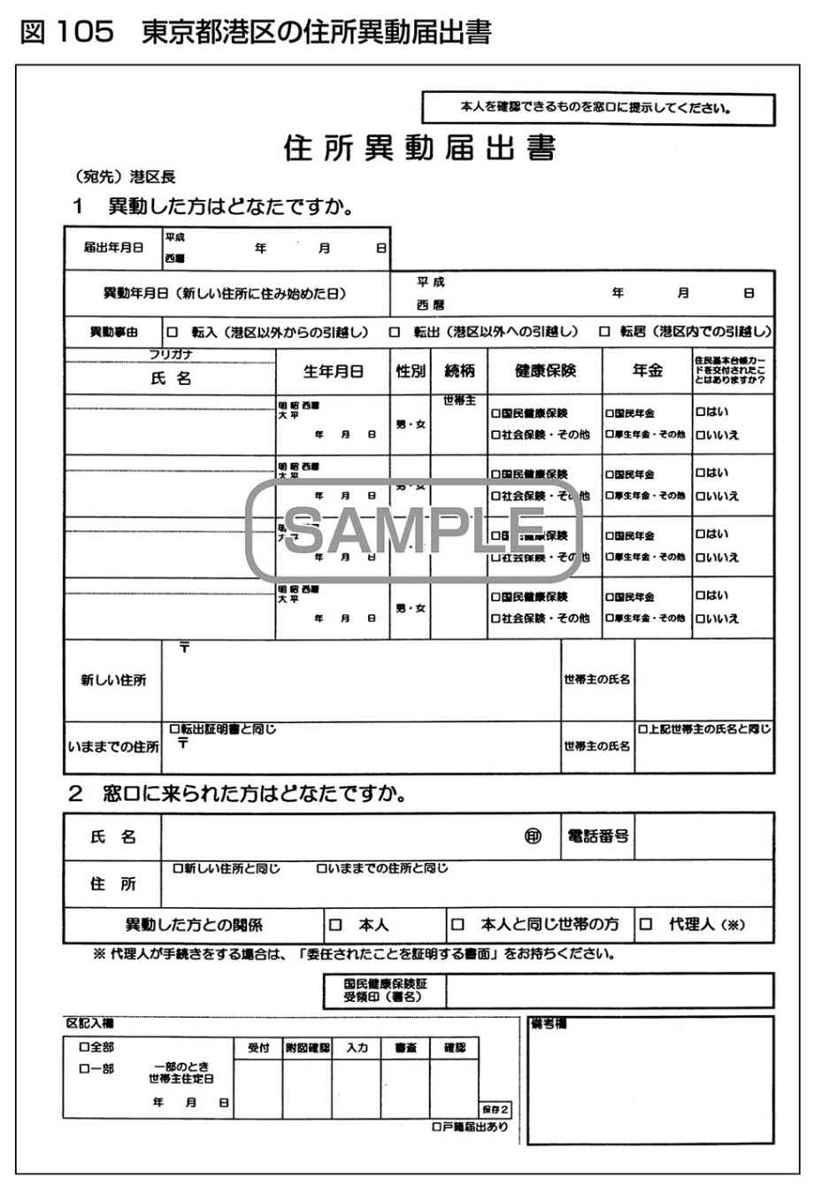 図 105　東京都港区の住所異動届出書
本人を確認できるものを窓口に提示してください。
住所異動届出書
（宛先）港区長
1　異動した方はどなたですか。
届出年月日　平成　西暦　年　月　日
異動年月日（新しい住所に住み始めた日）　平成　西暦　年　月　日
異動事由　□ 転入（港区以外からの引越し）　□ 転出（港区以外への引越し）　□ 転居（港区内での引越し）
フリガナ
氏名　生年月日　性別　続柄　健康保険　年金　住民基本台帳カードを交付されたことはありますか？
世帯主
明 昭 西暦　□国民健康保険　□国民年金　□はい
大 平
年　月　日　男・女　□社会保険・その他　□厚生年金・その他　□いいえ
明 昭 西暦　□国民健康保険　□国民年金　□はい
大 平
年　月　日　男・女　□社会保険・その他　□厚生年金・その他　□いいえ
SAMPLE
□国民健康保険　□国民年金　□はい
年　月　日　□社会保険・その他　□厚生年金・その他　□いいえ
明 昭 西暦　□国民健康保険　□国民年金　□はい
大 平
年　月　日　男・女　□社会保険・その他　□厚生年金・その他　□いいえ
〒
新しい住所　世帯主の氏名
□転出証明書と同じ　□上記世帯主の氏名と同じ
〒
いままでの住所　世帯主の氏名
2　窓口に来られた方はどなたですか。
氏名　㊞　電話番号
□新しい住所と同じ　□いままでの住所と同じ
住所
異動した方との関係　□ 本人　□ 本人と同じ世帯の方　□ 代理人（※）
※ 代理人が手続きをする場合は、「委任されたことを証明する書面」をお持ちください。
国民健康保険証
受領印（署名）
区記入欄　備考欄
□全部　受付　附図確認　入力　審査　確認
□一部　一部のとき
世帯主住定日
年　月　日
保存2
□戸籍届出あり